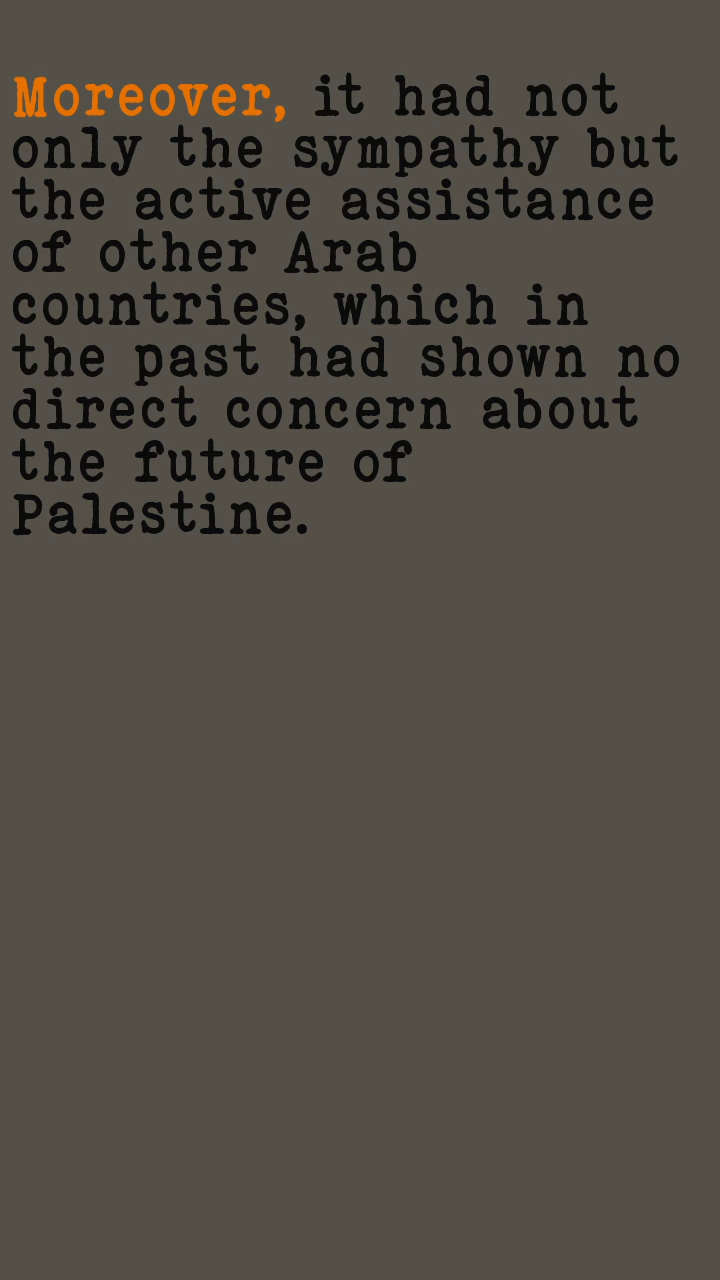 Moreover, it had not
only the sympathy but
the active assistance
of other Arab
countries, which in
the past had shown no
direct concern about
the future of
Palestine.